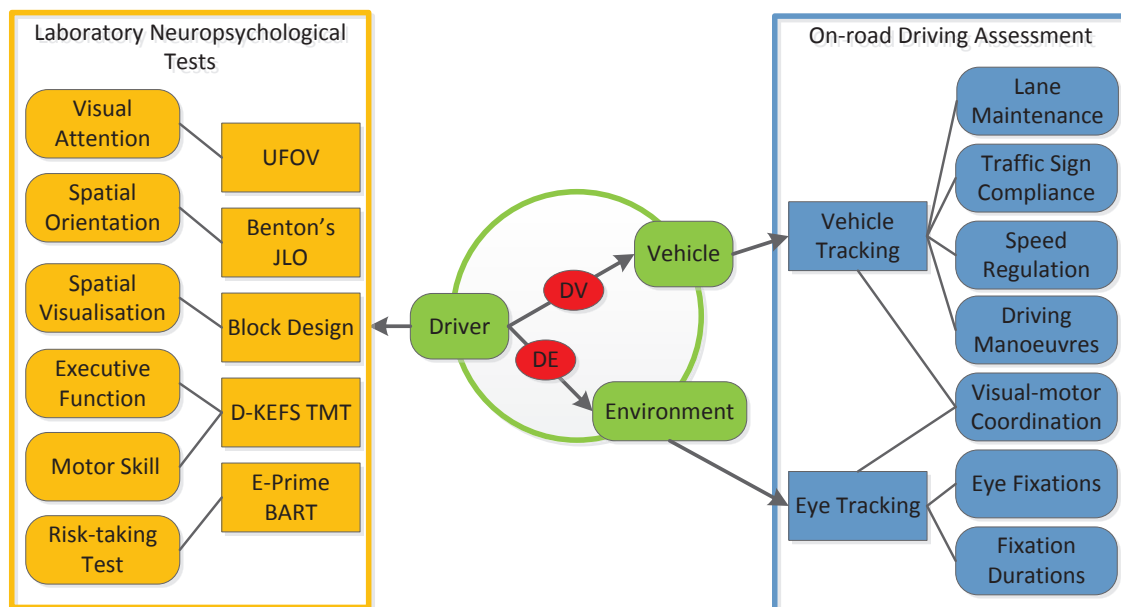 Laboratory Neuropsychological
Tests
Visual
Attention
Spatial
Orientation
Spatial
Visualisation
Executive
Function
Motor Skill
Risk-taking
Test
UFOV
Benton’s
JLO
Block Design
D-KEFS TMT
E-Prime
BART
Driver
DV
DE
Vehicle
Environment
On-road Driving Assessment
Vehicle
Tracking
Eye Tracking
Lane
Maintenance
Traffic Sign
Compliance
Speed
Regulation
Driving
Manoeuvres
Visual-motor
Coordination
Eye Fixations
Fixation
Durations